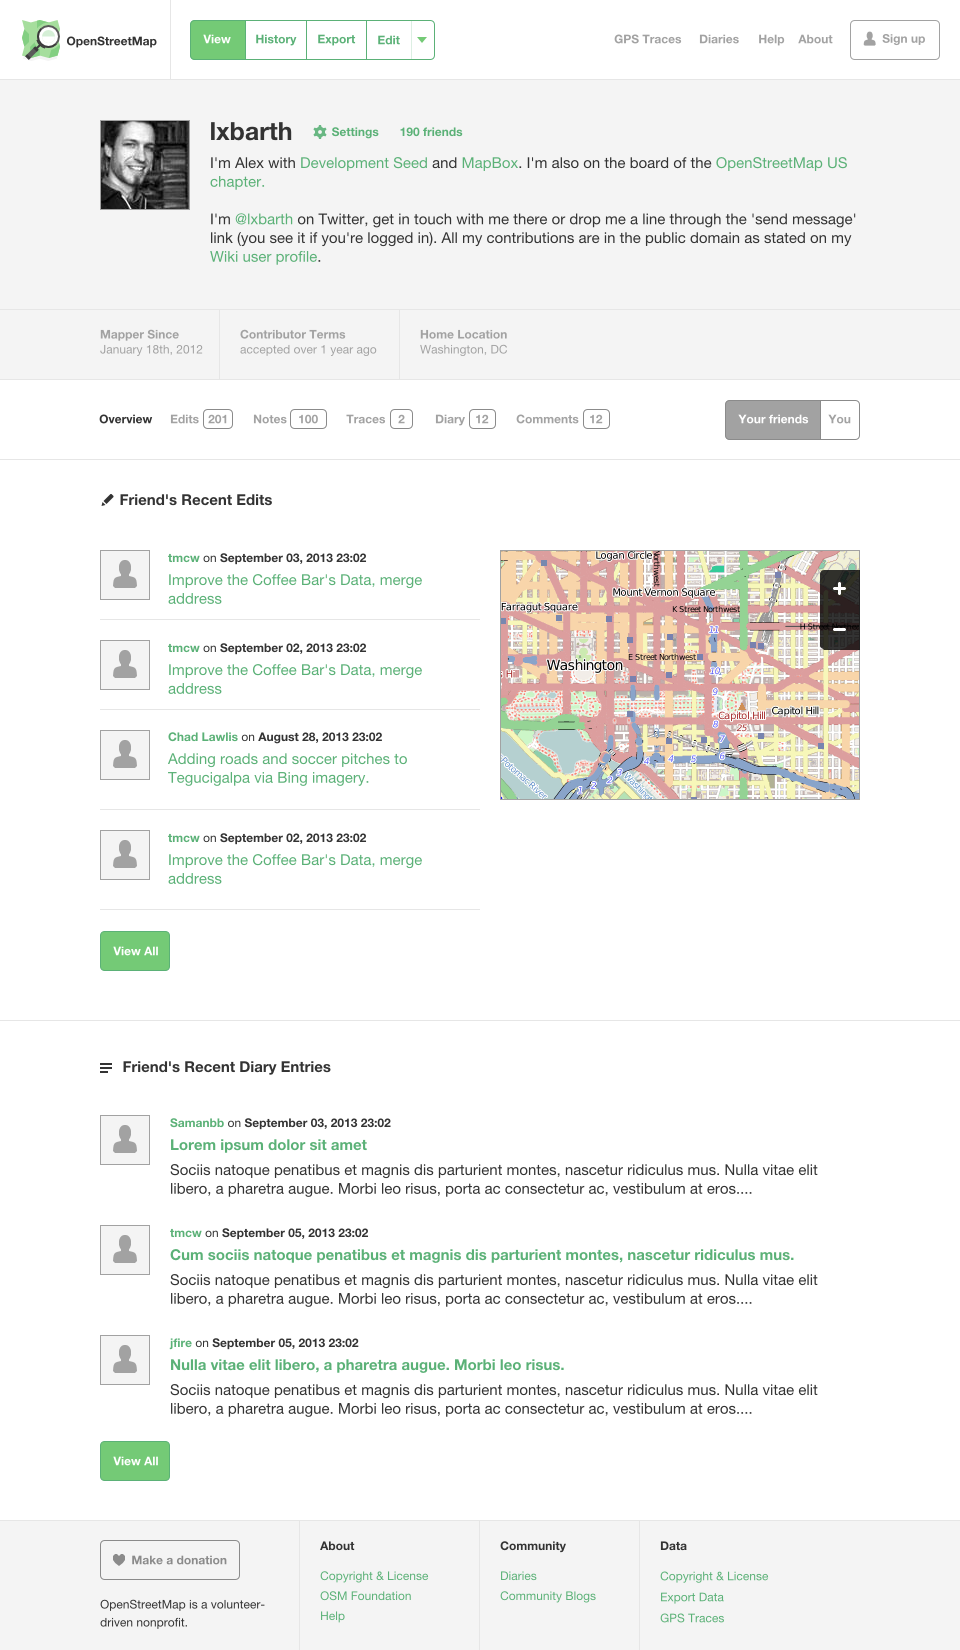 OpenStreetMap
View
History
Export
Edit
GPS Traces
Diaries
Help
About
Sign up
lxbarth
Settings
190 friends
I'm Alex with Development Seed and MapBox. I'm also on the board of the OpenStreetMap US
chapter.
I'm @lxbarth on Twitter, get in touch with me there or drop me a line through the 'send message'
link (you see it if you're logged in). All my contributions are in the public domain as stated on my
Wiki user profile.
Mapper Since
January 18th, 2012
Contributor Terms
accepted over 1 year ago
Home Location
Washington, DC
Overview
Edits 201
Notes 100
Traces 2
Diary 12
Comments 12
Your friends
You
Friend's Recent Edits
tmcw on September 03, 2013 23:02
Improve the Coffee Bar's Data, merge
address
tmcw on September 02, 2013 23:02
Improve the Coffee Bar's Data, merge
address
Chad Lawlis on August 28, 2013 23:02
Adding roads and soccer pitches to
Tegucigalpa via Bing imagery.
tmcw on September 02, 2013 23:02
Improve the Coffee Bar's Data, merge
address
Logan Circle
Mount Vernon Square
Farragut Square
K Street Northwest
11
E Street Northwest
Washington
10
9
Capitol Hill
Capitol Hill
8
25
7
6
5
4
4
3
2
2
1
Potomac River
Washington
+
−
View All
Friend's Recent Diary Entries
Samanbb on September 03, 2013 23:02
Lorem ipsum dolor sit amet
Sociis natoque penatibus et magnis dis parturient montes, nascetur ridiculus mus. Nulla vitae elit
libero, a pharetra augue. Morbi leo risus, porta ac consectetur ac, vestibulum at eros....
tmcw on September 05, 2013 23:02
Cum sociis natoque penatibus et magnis dis parturient montes, nascetur ridiculus mus.
Sociis natoque penatibus et magnis dis parturient montes, nascetur ridiculus mus. Nulla vitae elit
libero, a pharetra augue. Morbi leo risus, porta ac consectetur ac, vestibulum at eros....
jfire on September 05, 2013 23:02
Nulla vitae elit libero, a pharetra augue. Morbi leo risus.
Sociis natoque penatibus et magnis dis parturient montes, nascetur ridiculus mus. Nulla vitae elit
libero, a pharetra augue. Morbi leo risus, porta ac consectetur ac, vestibulum at eros....
View All
Make a donation
OpenStreetMap is a volunteer-
driven nonprofit.
About
Copyright & License
OSM Foundation
Help
Community
Diaries
Community Blogs
Data
Copyright & License
Export Data
GPS Traces